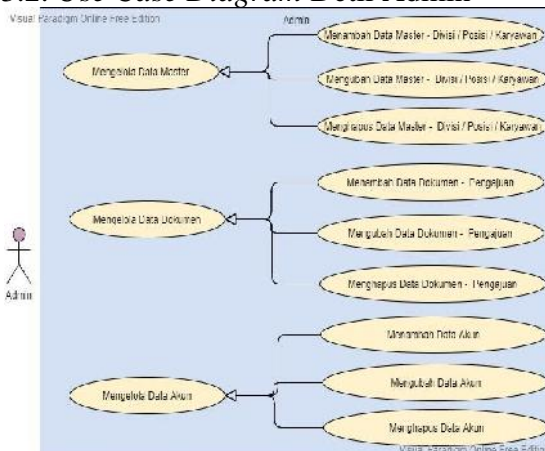 3.2. Use Case Diagram Dean Admin
Visual Paradigm Online Free Edition
Admin
Menambah Data Master - Divisi / Posisi / Karyawan
Mengelola Data Master
Mengubah Data Master - Divisi / Posisi / Karyawan
Menghapus Data Master - Divisi / Posisi / Karyawan
Menambah Data Dokumen - Pengajuan
Mengelola Data Dokumen
Mengubah Data Dokumen - Pengajuan
Admin
Menghapus Data Dokumen - Pengajuan
Menambah Data Akun
Mengubah Data Akun
Mengelola Data Akun
Menghapus Data Akun
Visual Paradigm Online Free Edition